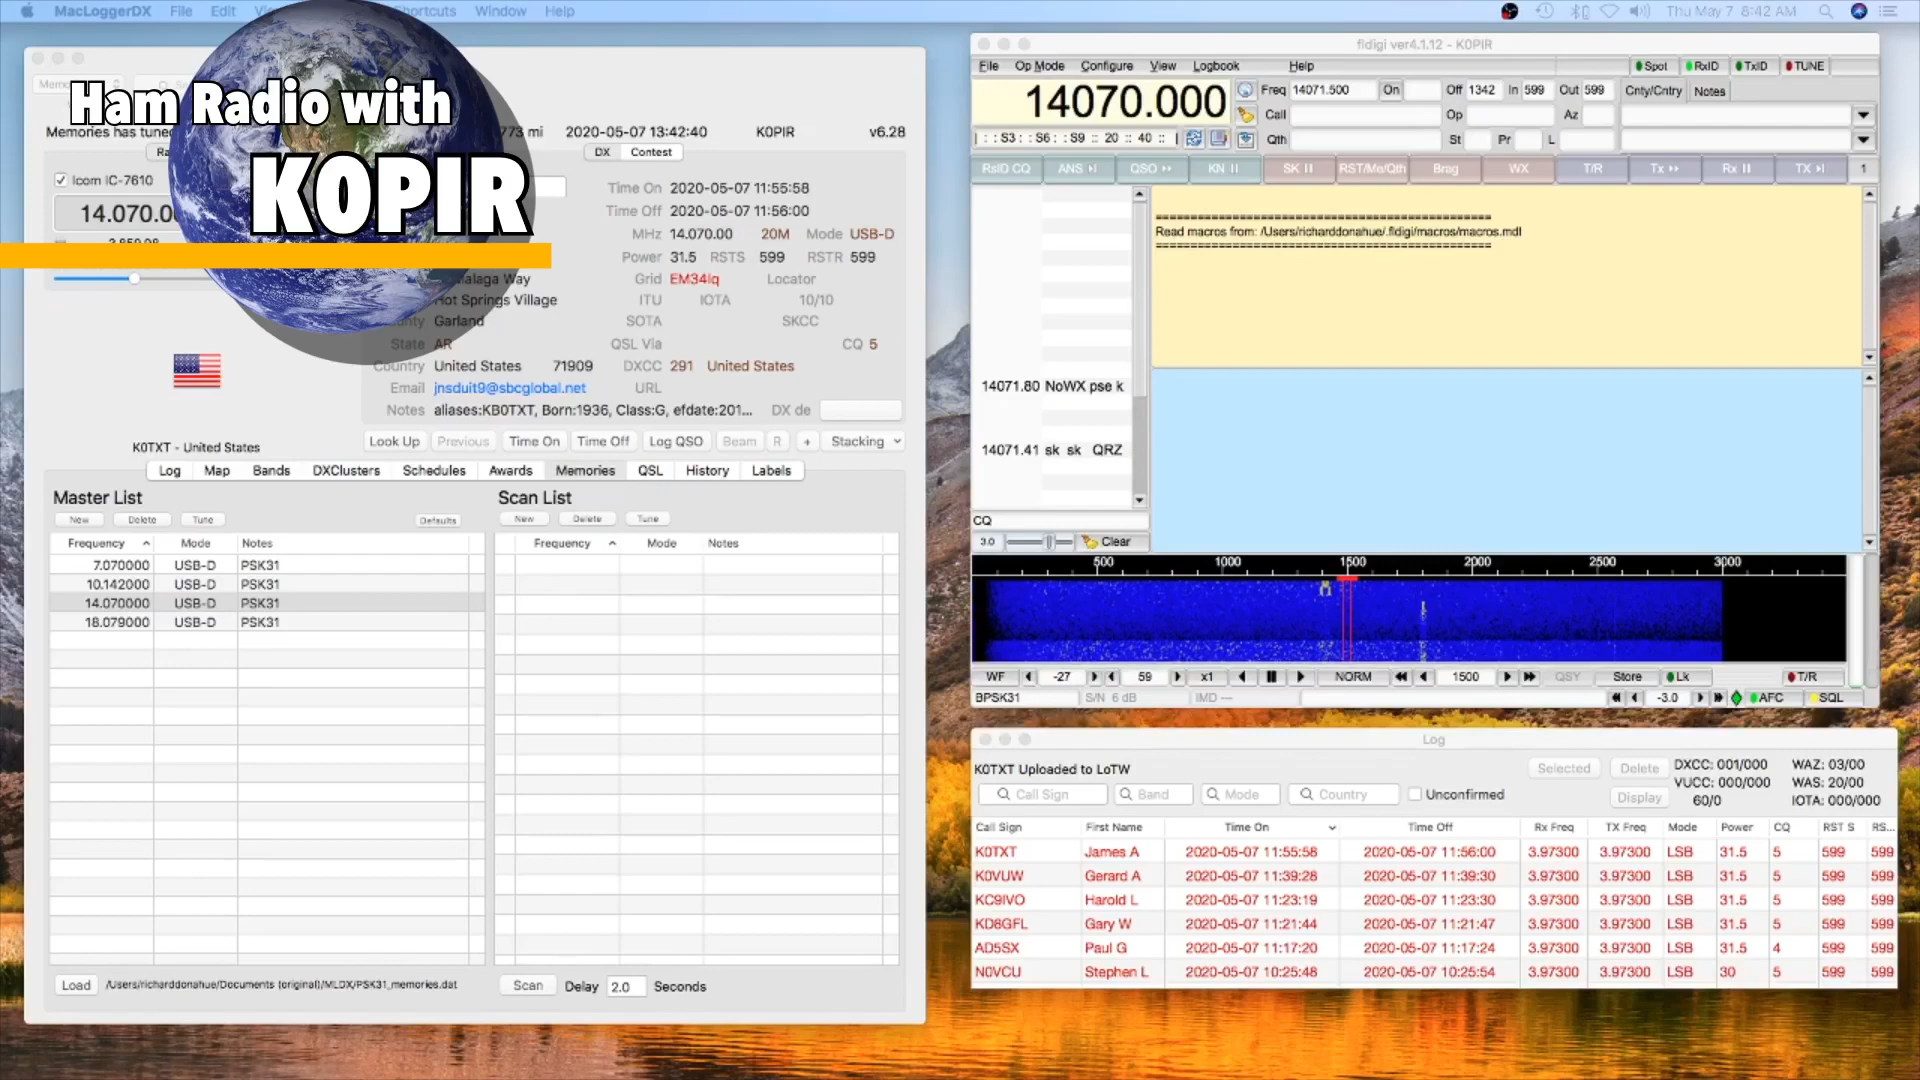 MacLoggerDX File Edit Vi Shortcuts Window Help Thu May 7 8:42 AM
Ham Radio with
K0PIR
Memories has tuned 773 mi 2020-05-07 13:42:40 K0PIR v6.28
DX Contest
Icom IC-7610
14.070.0
Time On 2020-05-07 11:55:58
Time Off 2020-05-07 11:56:00
MHz 14.070.00 20M Mode USB-D
Power 31.5 RSTS 599 RSTR 599
alaga Way Grid EM34lq Locator
Hot Springs Village ITU IOTA 10/10
Garland SOTA SKCC
State AR QSL Via CQ 5
Country United States 71909 DXCC 291 United States
Email jnsduit9@sbcglobal.net URL
Notes aliases:KB0TXT, Born:1936, Class:G, efdate:201... DX de
K0TXT - United States
Look Up Previous Time On Time Off Log QSO Beam R + Stacking
Log Map Bands DXClusters Schedules Awards Memories QSL History Labels
Master List
New Delete Tune Defaults
Frequency Mode Notes
7.070000 USB-D PSK31
10.142000 USB-D PSK31
14.070000 USB-D PSK31
18.079000 USB-D PSK31
Load /Users/richarddonahue/Documents (original)/MLDX/PSK31_memories.dat
Scan List
New Delete Tune
Frequency Mode Notes
Scan Delay 2.0 Seconds
fldigi ver4.1.12 - K0PIR
File Op Mode Configure View Logbook Help Spot RxID TxID TUNE
14070.000
Freq 14071.500 On Off 1342 In 599 Out 599 Cnty/Cntry Notes
Call Op Az
| : : S3 : : S6 : : S9 :: 20 :: 40 :: |
Qth St Pr L
RsID CQ ANS QSO KN SK RST/Mo/Qth Brag WX T/R Tx Rx TX 1
================================================
Read macros from: /Users/richarddonahue/.fldigi/macros/macros.mdf
================================================
14071.80 NoWX pse k
14071.41 sk sk QRZ
CQ
3.0 Clear
500 1000 1500 2000 2500 3000
WF -27 59 x1 NORM 1500 QSY Store Lk T/R
BPSK31 S/N 6 dB IMD --- -3.0 AFC SQL
Log
K0TXT Uploaded to LoTW Selected Delete Display
DXCC: 001/000 WAZ: 03/00
VUCC: 000/000 WAS: 20/00
60/0 IOTA: 000/000
Call Sign Band Mode Country Unconfirmed
Call Sign First Name Time On Time Off Rx Freq TX Freq Mode Power CQ RST S RS...
K0TXT James A 2020-05-07 11:55:58 2020-05-07 11:56:00 3.97300 3.97300 LSB 31.5 5 599 599
K0VUW Gerard A 2020-05-07 11:39:28 2020-05-07 11:39:30 3.97300 3.97300 LSB 31.5 5 599 599
KC9IVO Harold L 2020-05-07 11:23:19 2020-05-07 11:23:30 3.97300 3.97300 LSB 31.5 5 599 599
KD8GFL Gary W 2020-05-07 11:21:44 2020-05-07 11:21:47 3.97300 3.97300 LSB 31.5 5 599 599
AD5SX Paul G 2020-05-07 11:17:20 2020-05-07 11:17:24 3.97300 3.97300 LSB 31.5 4 599 599
N0VCU Stephen L 2020-05-07 10:25:48 2020-05-07 10:25:54 3.97300 3.97300 LSB 30 5 599 599